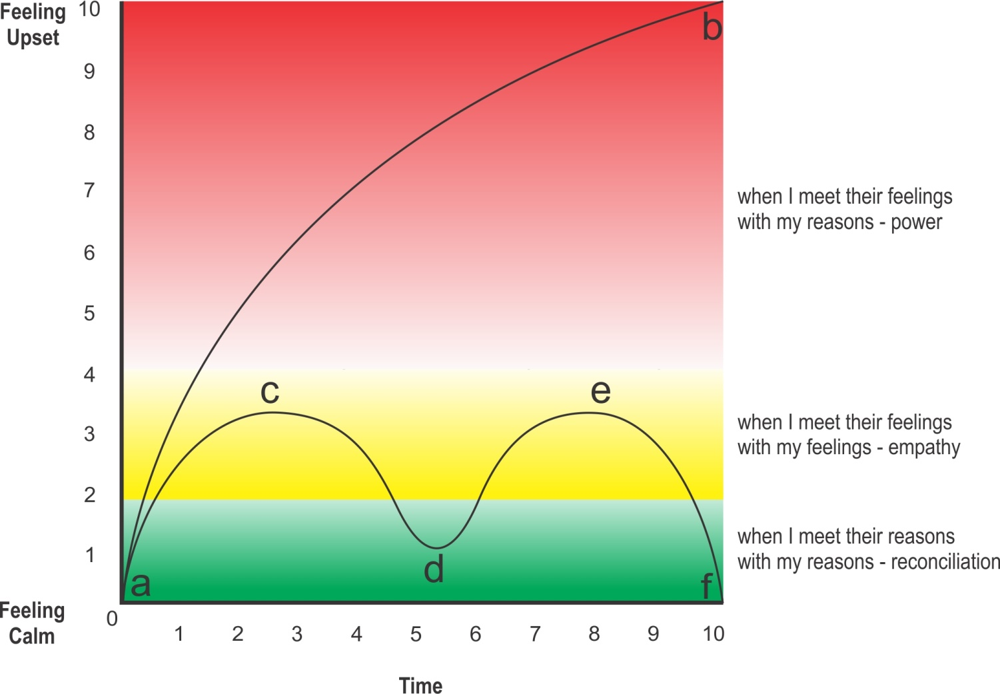 Feeling
Upset
10
9
8
7
6
5
4
3
2
1
0
Feeling
Calm
b
c
e
a
d
f
when I meet their feelings
with my reasons - power
when I meet their feelings
with my feelings - empathy
when I meet their reasons
with my reasons - reconciliation
1 2 3 4 5 6 7 8 9 10
Time